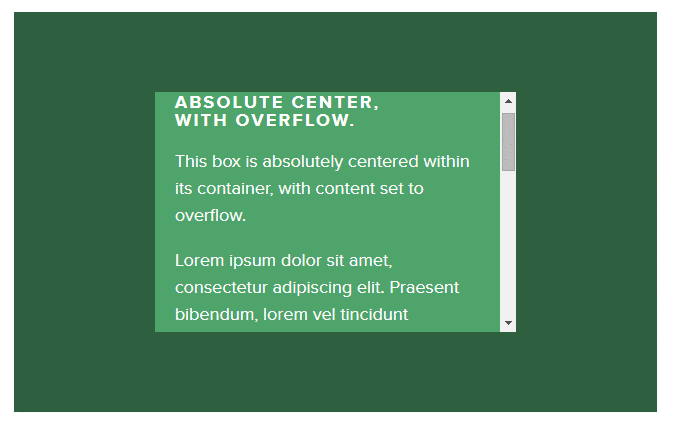 ABSOLUTE CENTER,
WITH OVERFLOW.
This box is absolutely centered within
its container, with content set to
overflow.
Lorem ipsum dolor sit amet,
consectetur adipiscing elit. Praesent
bibendum, lorem vel tincidunt